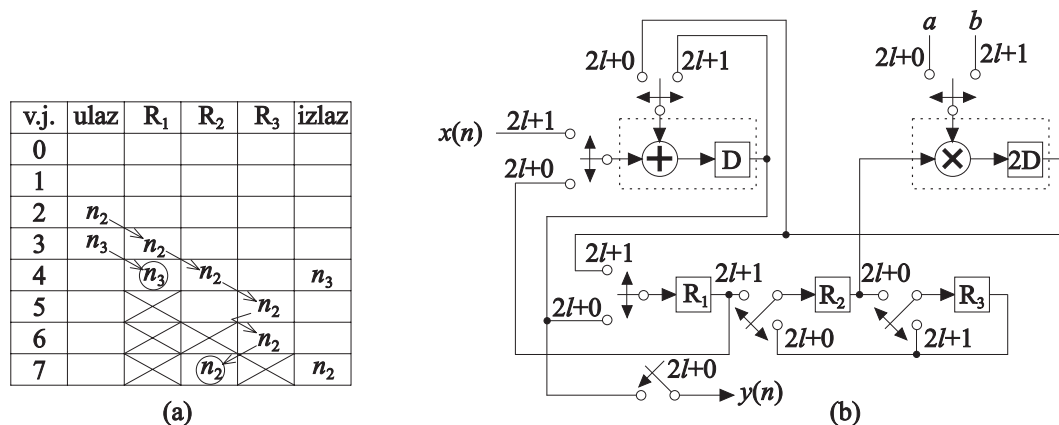 v.j. ulaz R₁ R₂ R₃ izlaz
0
1
2 n₂
3 n₃ n₂
4 n₃ n₂ n₃
5 n₂
6 n₂
7 n₂ n₂
(a)
a b
2l+0 2l+1 2l+0 2l+1
x(n) 2l+1
2l+0
+ D × 2D
2l+1
R₁ 2l+1 R₂ 2l+0 R₃
2l+0 2l+0 2l+1
2l+0
y(n)
(b)